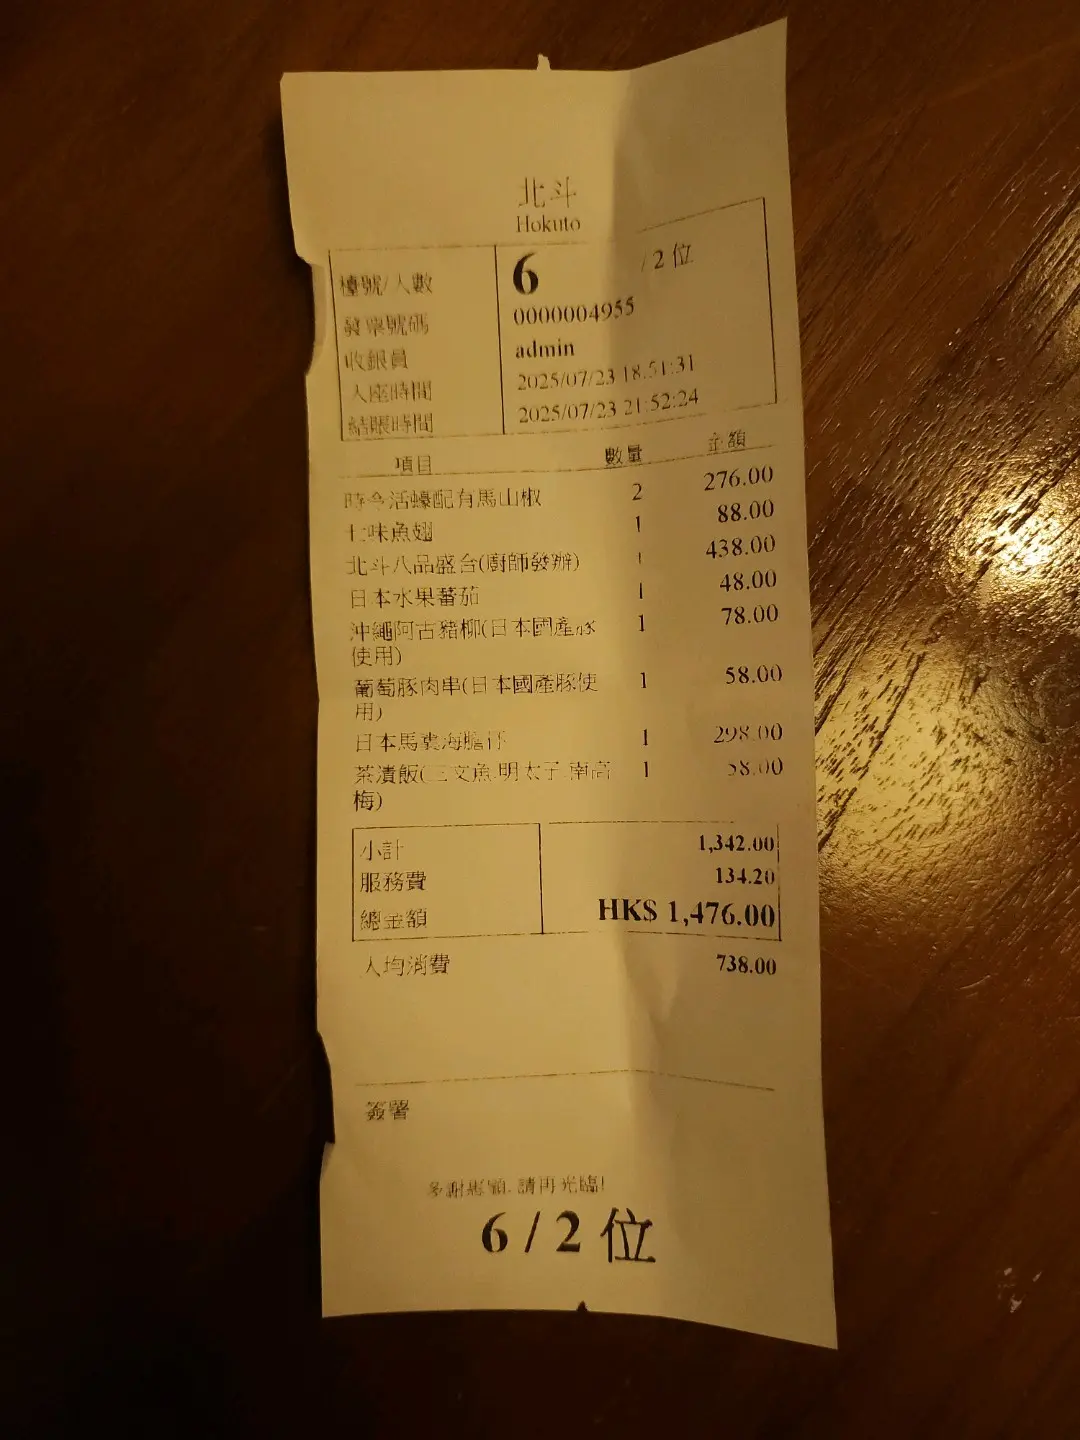 北斗
Hokuto
檯號/人數 6 / 2 位
發單號碼 0000004955
收銀員 admin
入座時間 2025/07/23 18:51:31
結賬時間 2025/07/23 21:52:24
項目 數量 金額
時令活蠔配有馬山椒 2 276.00
七味魚翅 1 88.00
北斗八品盛合(廚師發辦) 1 438.00
日本水果蕃茄 1 48.00
沖繩阿古豬柳(日本國產豚 1 78.00
使用)
葡萄豚肉串(日本國產豚使 1 58.00
用)
日本馬糞海膽仔 1 298.00
茶漬飯(三文魚.明太子.南高 1 58.00
梅)
小計 1,342.00
服務費 134.20
總金額 HK$ 1,476.00
人均消費 738.00
簽署
多謝惠顧, 請再光臨!
6 / 2 位